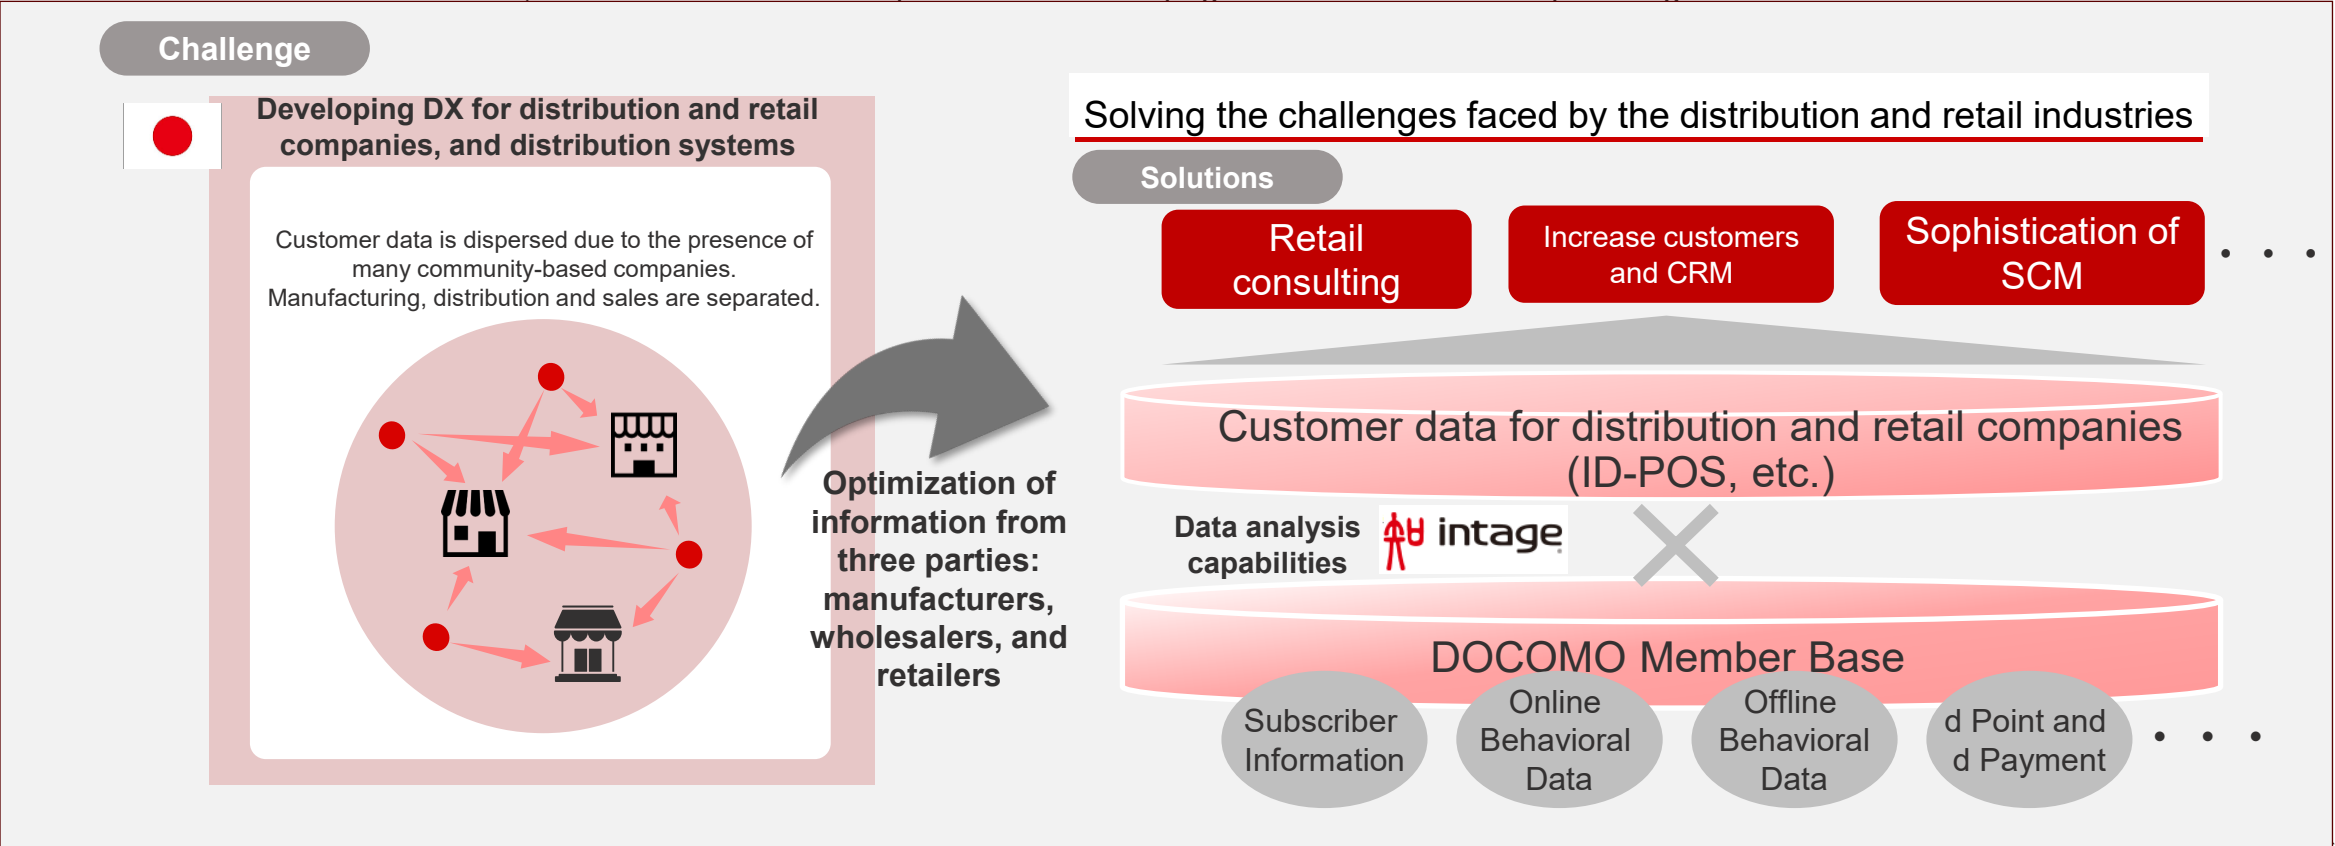 Challenge
Developing DX for distribution and retail
companies, and distribution systems
Customer data is dispersed due to the presence of
many community-based companies.
Manufacturing, distribution and sales are separated.
Optimization of
information from
three parties:
manufacturers,
wholesalers, and
retailers
Solving the challenges faced by the distribution and retail industries
Solutions
Retail
consulting
Increase customers
and CRM
Sophistication of
SCM
・・・
Customer data for distribution and retail companies
(ID-POS, etc.)
Data analysis
capabilities
intage
DOCOMO Member Base
Subscriber
Information
Online
Behavioral
Data
Offline
Behavioral
Data
d Point and
d Payment
・・・